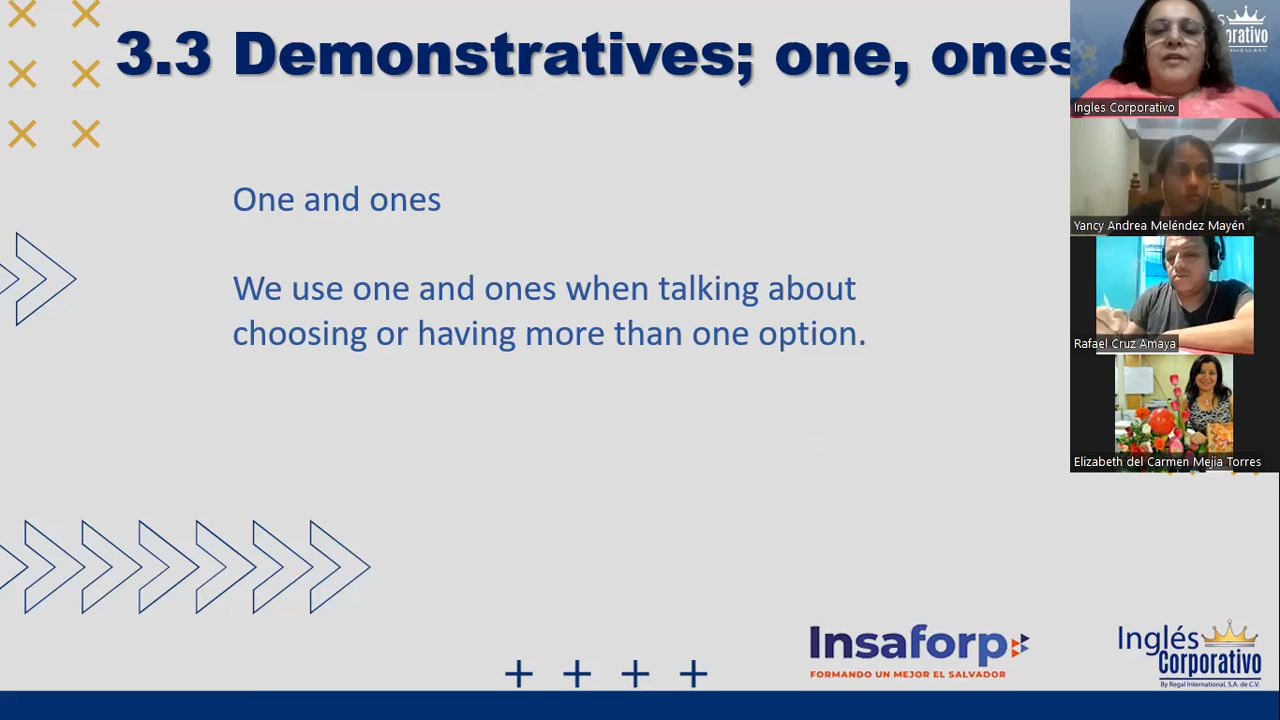 3.3 Demonstratives; one, ones
One and ones
We use one and ones when talking about
choosing or having more than one option.
Ingles Corporativo
Yancy Andrea Meléndez Mayén
Rafael Cruz Amaya
Elizabeth del Carmen Mejia Torres
Insaforp
FORMANDO UN MEJOR EL SALVADOR
Inglés
Corporativo
By Regal International, S.A. de C.V.